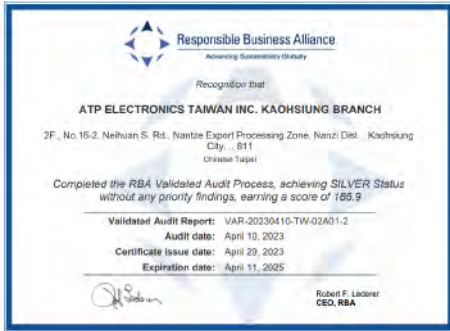 Responsible Business Alliance
Advancing Sustainability Globally
Recognition that
ATP ELECTRONICS TAIWAN INC. KAOHSIUNG BRANCH
2F., No.16-2, Neihuan S. Rd., Nantze Export Processing Zone, Nanzi Dist. , Kaohsiung
City, ., 811
Chinese Taipei
Completed the RBA Validated Audit Process, achieving SILVER Status
without any priority findings, earning a score of 186.9
Validated Audit Report: VAR-20230410-TW-02A01-2
Audit date: April 10, 2023
Certificate issue date: April 29, 2023
Expiration date: April 11, 2025
Robert F. Lederer
CEO, RBA